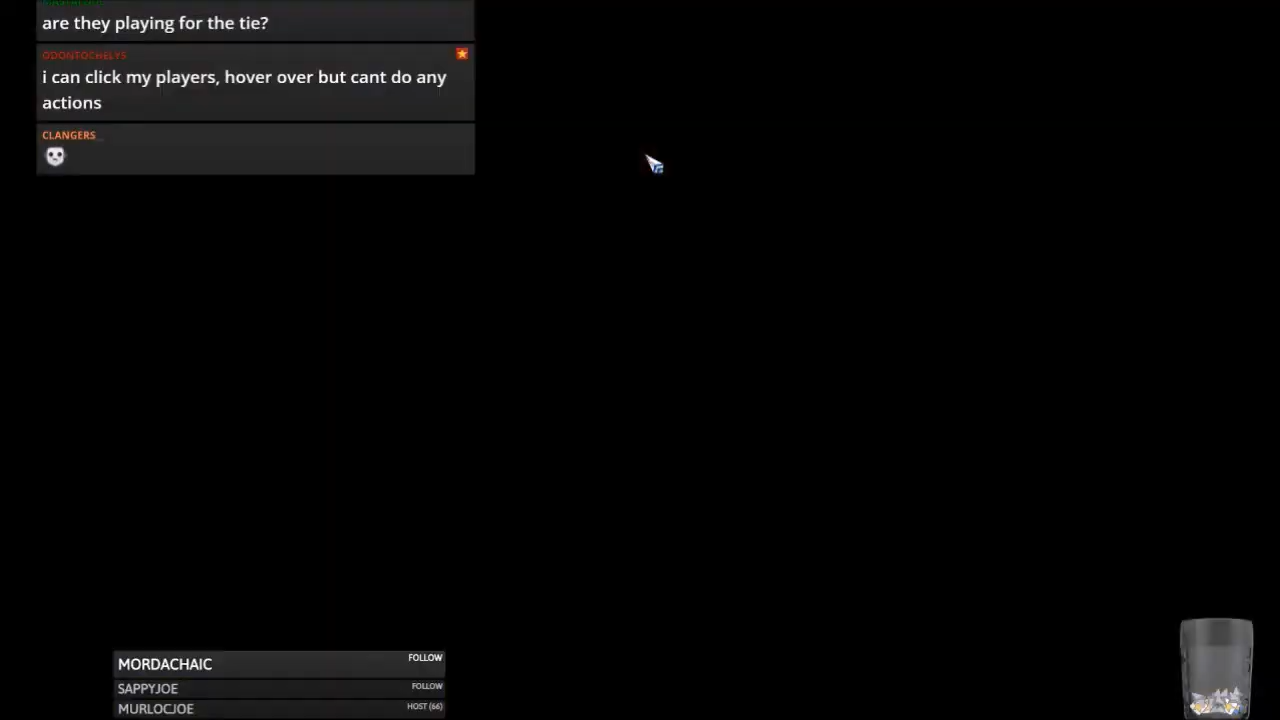 are they playing for the tie?
ODONTOCHELYS
i can click my players, hover over but cant do any
actions
CLANGERS_
MORDACHAIC FOLLOW
SAPPYJOE FOLLOW
MURLOCJOE HOST (66)